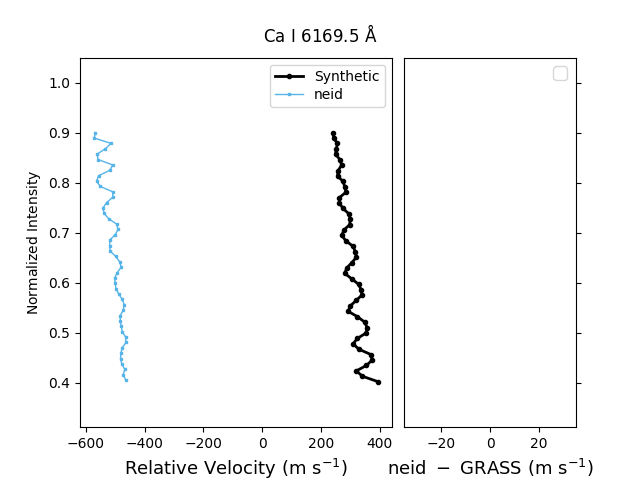 Ca I 6169.5 Å
Synthetic
neid
Normalized Intensity
1.0
0.9
0.8
0.7
0.6
0.5
0.4
−600 −400 −200 0 200 400
−20 0 20
Relative Velocity (m s⁻¹)
neid − GRASS (m s⁻¹)